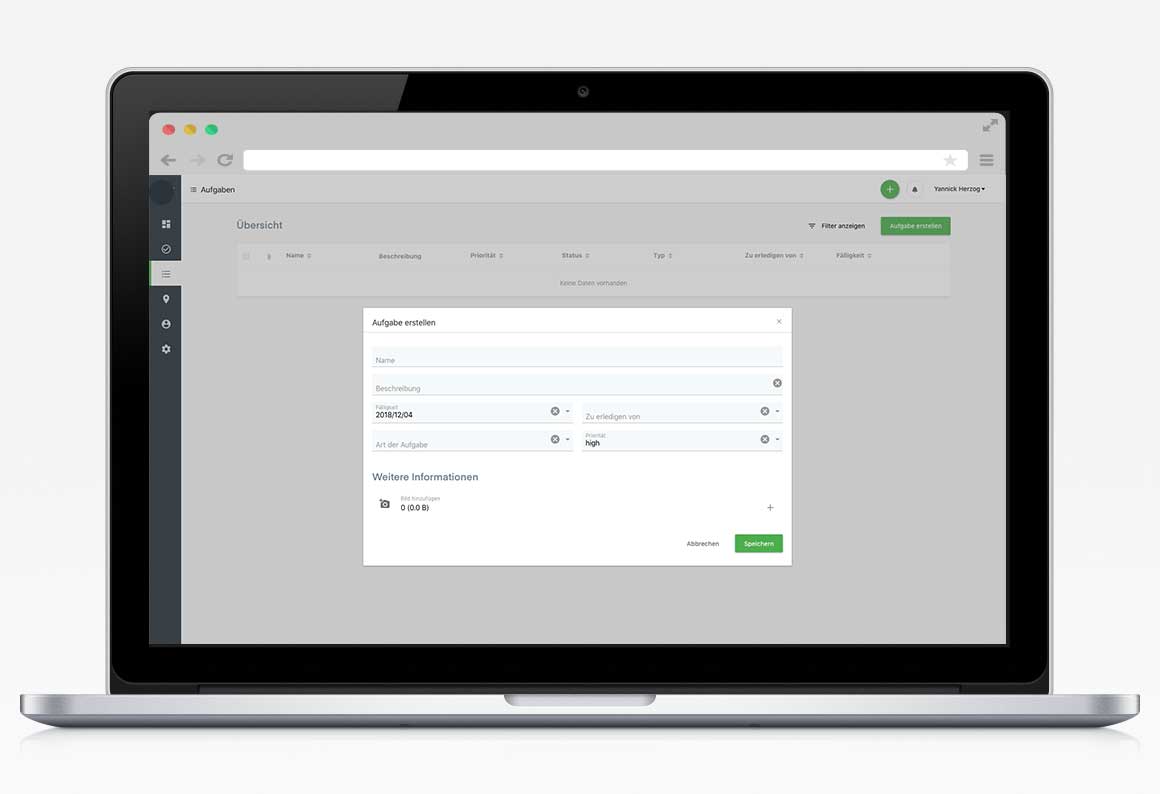 Aufgaben
Yannick Herzog
Übersicht
Filter anzeigen
Aufgabe erstellen
Name
Beschreibung
Priorität
Status
Typ
Zu erledigen von
Fälligkeit
Keine Daten vorhanden
Aufgabe erstellen
Name
Beschreibung
Fälligkeit
2018/12/04
Zu erledigen von
Art der Aufgabe
Priorität
high
Weitere Informationen
Bild hinzufügen
0 (0.0 B)
Abbrechen
Speichern